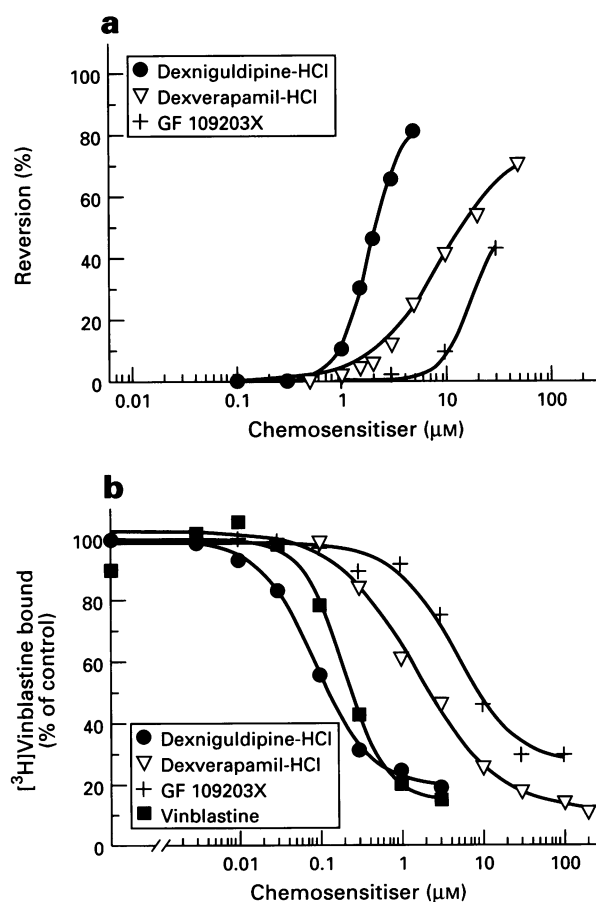 a
100
80
60
40
20
0
Reversion (%)
Dexniguldipine-HCl
Dexverapamil-HCl
GF 109203X
0.01 0.1 1 10 100
Chemosensitiser (μM)
b
100
80
60
40
20
0
[³H]Vinblastine bound
(% of control)
Dexniguldipine-HCl
Dexverapamil-HCl
GF 109203X
Vinblastine
0.01 0.1 1 10 100
Chemosensitiser (μM)